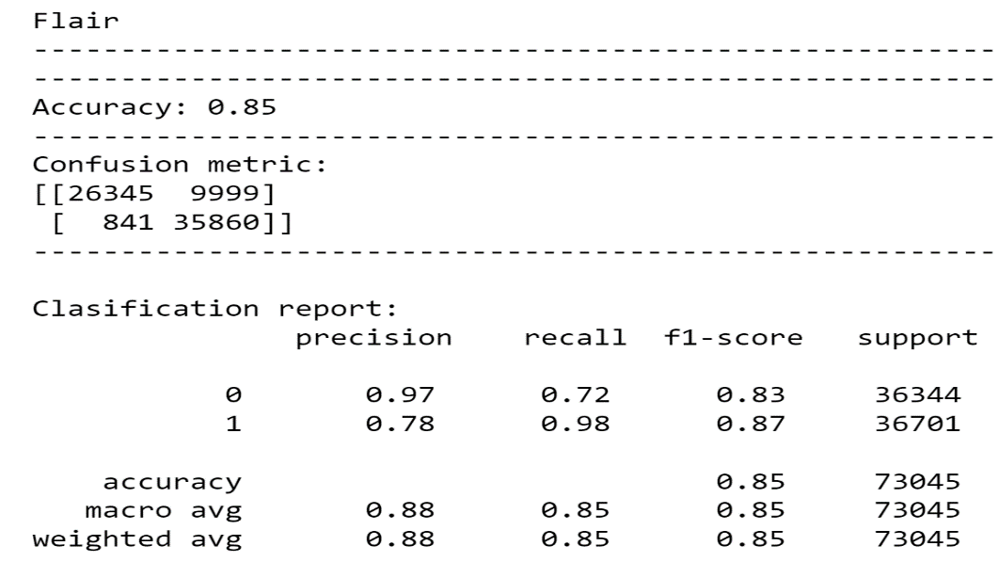 Flair
-------------------------------------------------------
-------------------------------------------------------
Accuracy: 0.85
-------------------------------------------------------
Confusion metric:
[[26345  9999]
 [  841 35860]]
-------------------------------------------------------
Clasification report:
              precision    recall  f1-score   support
           0       0.97      0.72      0.83     36344
           1       0.78      0.98      0.87     36701
    accuracy                           0.85     73045
   macro avg       0.88      0.85      0.85     73045
weighted avg       0.88      0.85      0.85     73045